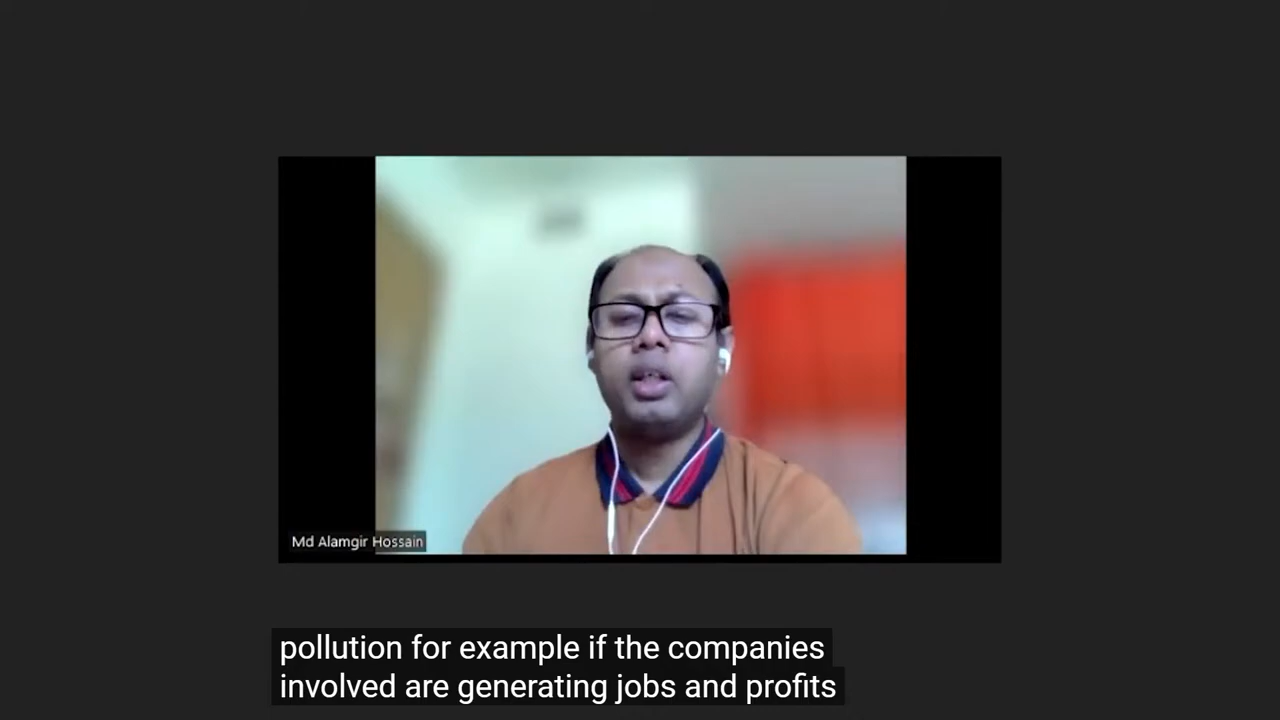 Md Alamgir Hossain
pollution for example if the companies
involved are generating jobs and profits